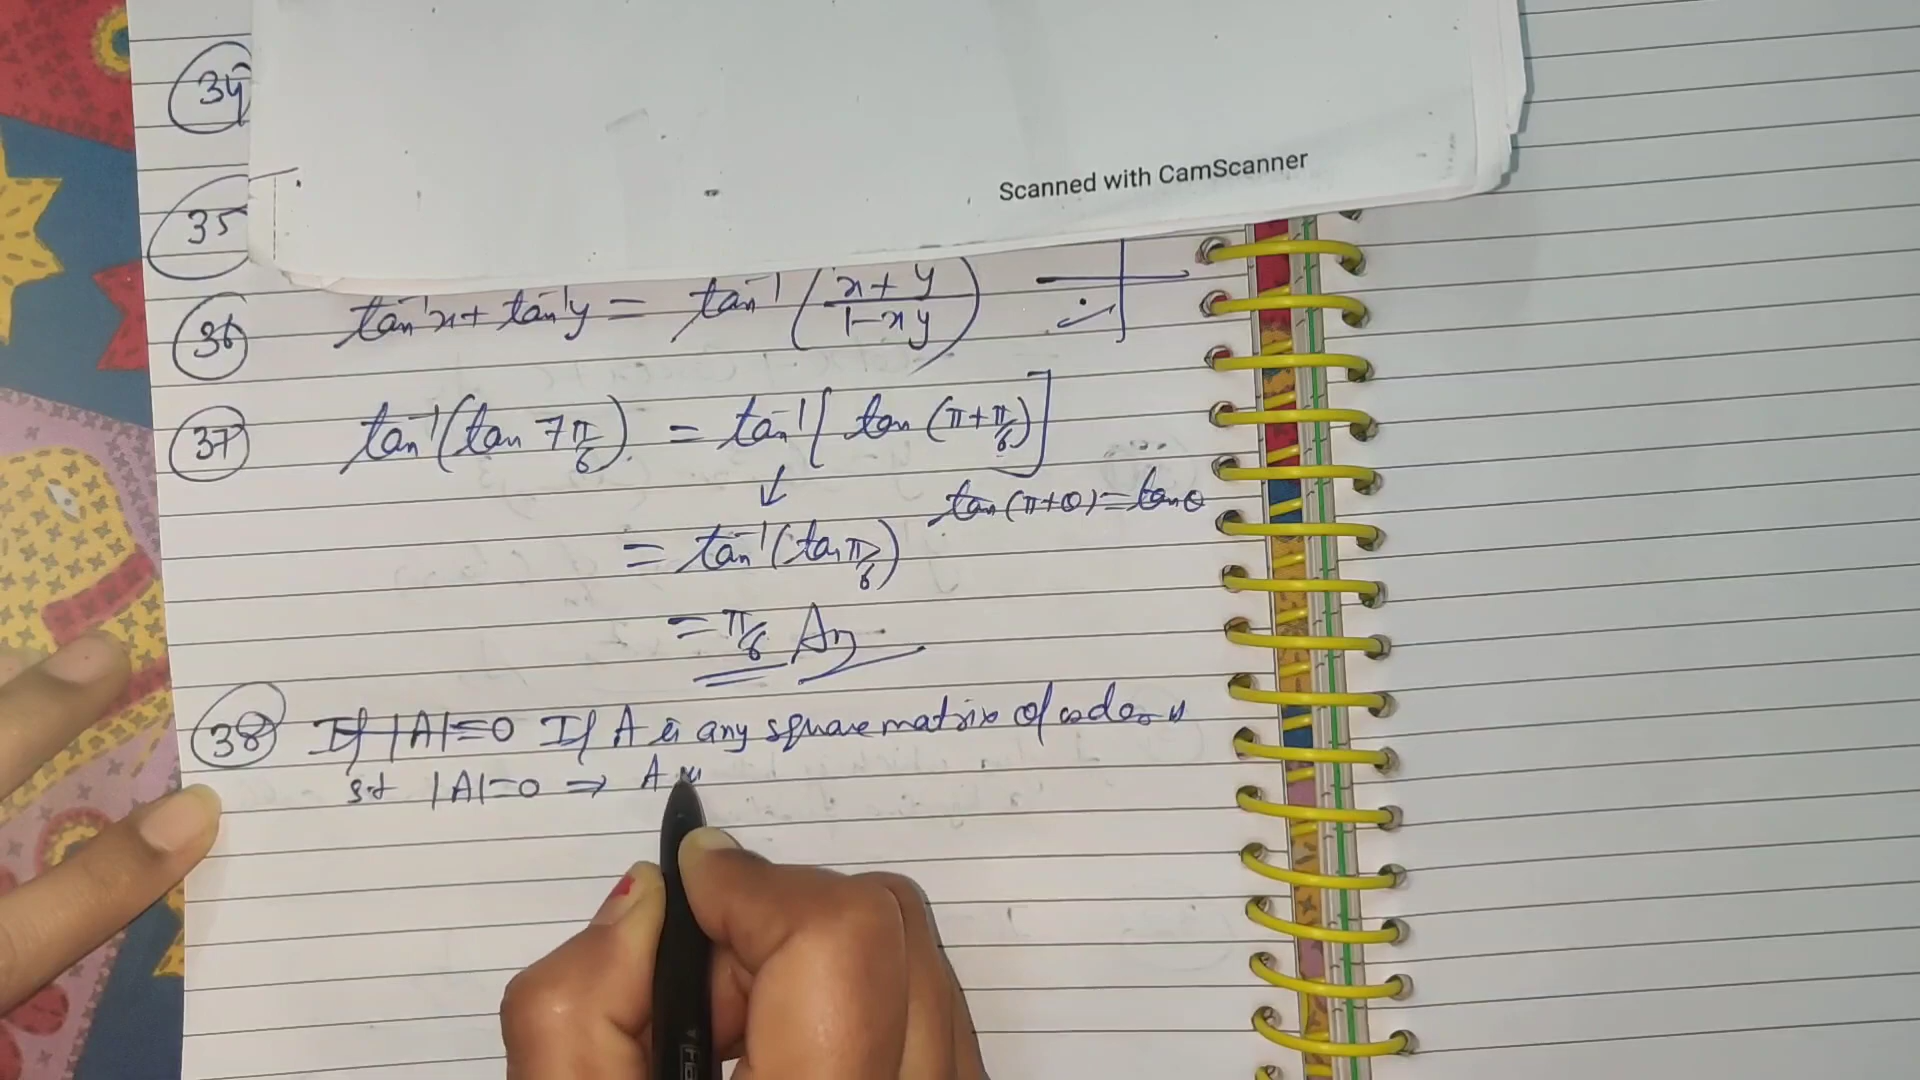 34
Scanned with CamScanner
35
36 tan⁻¹x + tan⁻¹y = tan⁻¹(x+y/1-xy)
37 tan⁻¹(tan 7π/6) = tan⁻¹[tan(π+π/6)]
tan(π+θ)=tanθ
= tan⁻¹(tan π/6)
= π/6 Ans
38 If |A|=0 If A is any square matrix of order
s.t |A|=0 ⇒ A